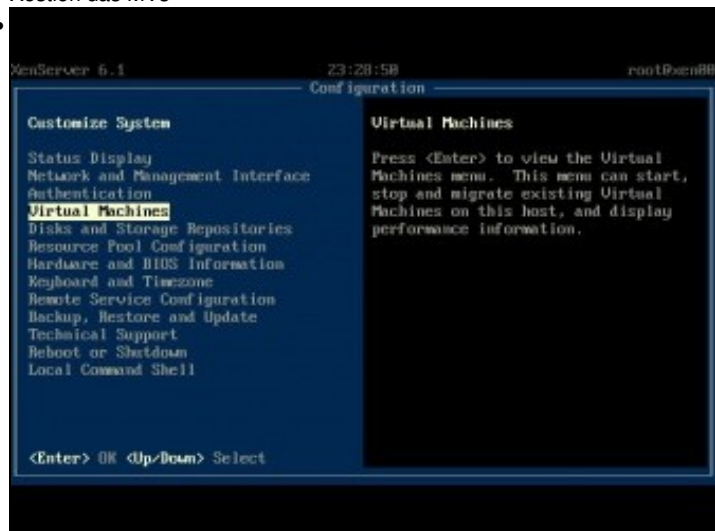 XenServer 6.1 23:28:50 root@xen00
Configuration
Customize System
Status Display
Network and Management Interface
Authentication
Virtual Machines
Disks and Storage Repositories
Resource Pool Configuration
Hardware and BIOS Information
Keyboard and Timezone
Remote Service Configuration
Backup, Restore and Update
Technical Support
Reboot or Shutdown
Local Command Shell
<Enter> OK <Up/Down> Select
Virtual Machines
Press <Enter> to view the Virtual
Machines menu. This menu can start,
stop and migrate existing Virtual
Machines on this host, and display
performance information.